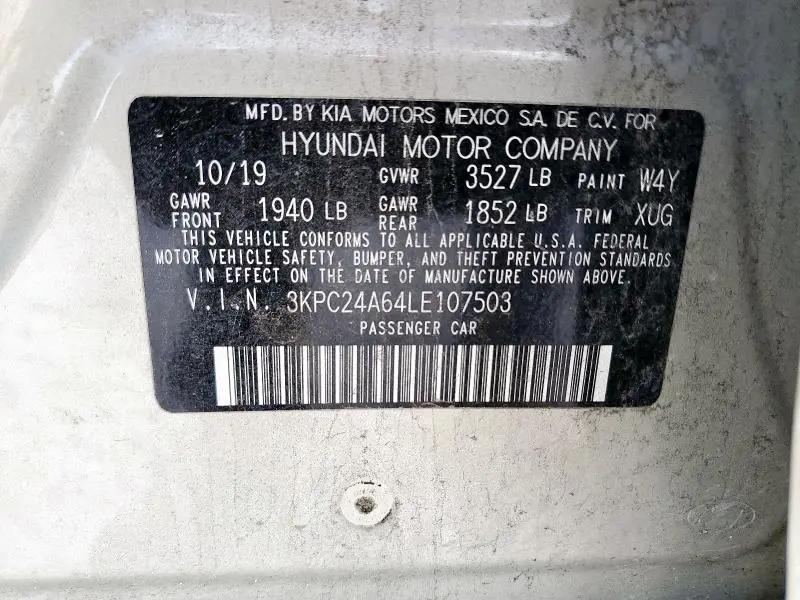 MFD. BY KIA MOTORS MEXICO S.A. DE C.V. FOR
HYUNDAI MOTOR COMPANY
10/19 GVWR 3527 LB PAINT W4Y
GAWR FRONT 1940 LB GAWR REAR 1852 LB TRIM XUG
THIS VEHICLE CONFORMS TO ALL APPLICABLE U.S.A. FEDERAL
MOTOR VEHICLE SAFETY, BUMPER, AND THEFT PREVENTION STANDARDS
IN EFFECT ON THE DATE OF MANUFACTURE SHOWN ABOVE.
V.I.N. 3KPC24A64LE107503
PASSENGER CAR